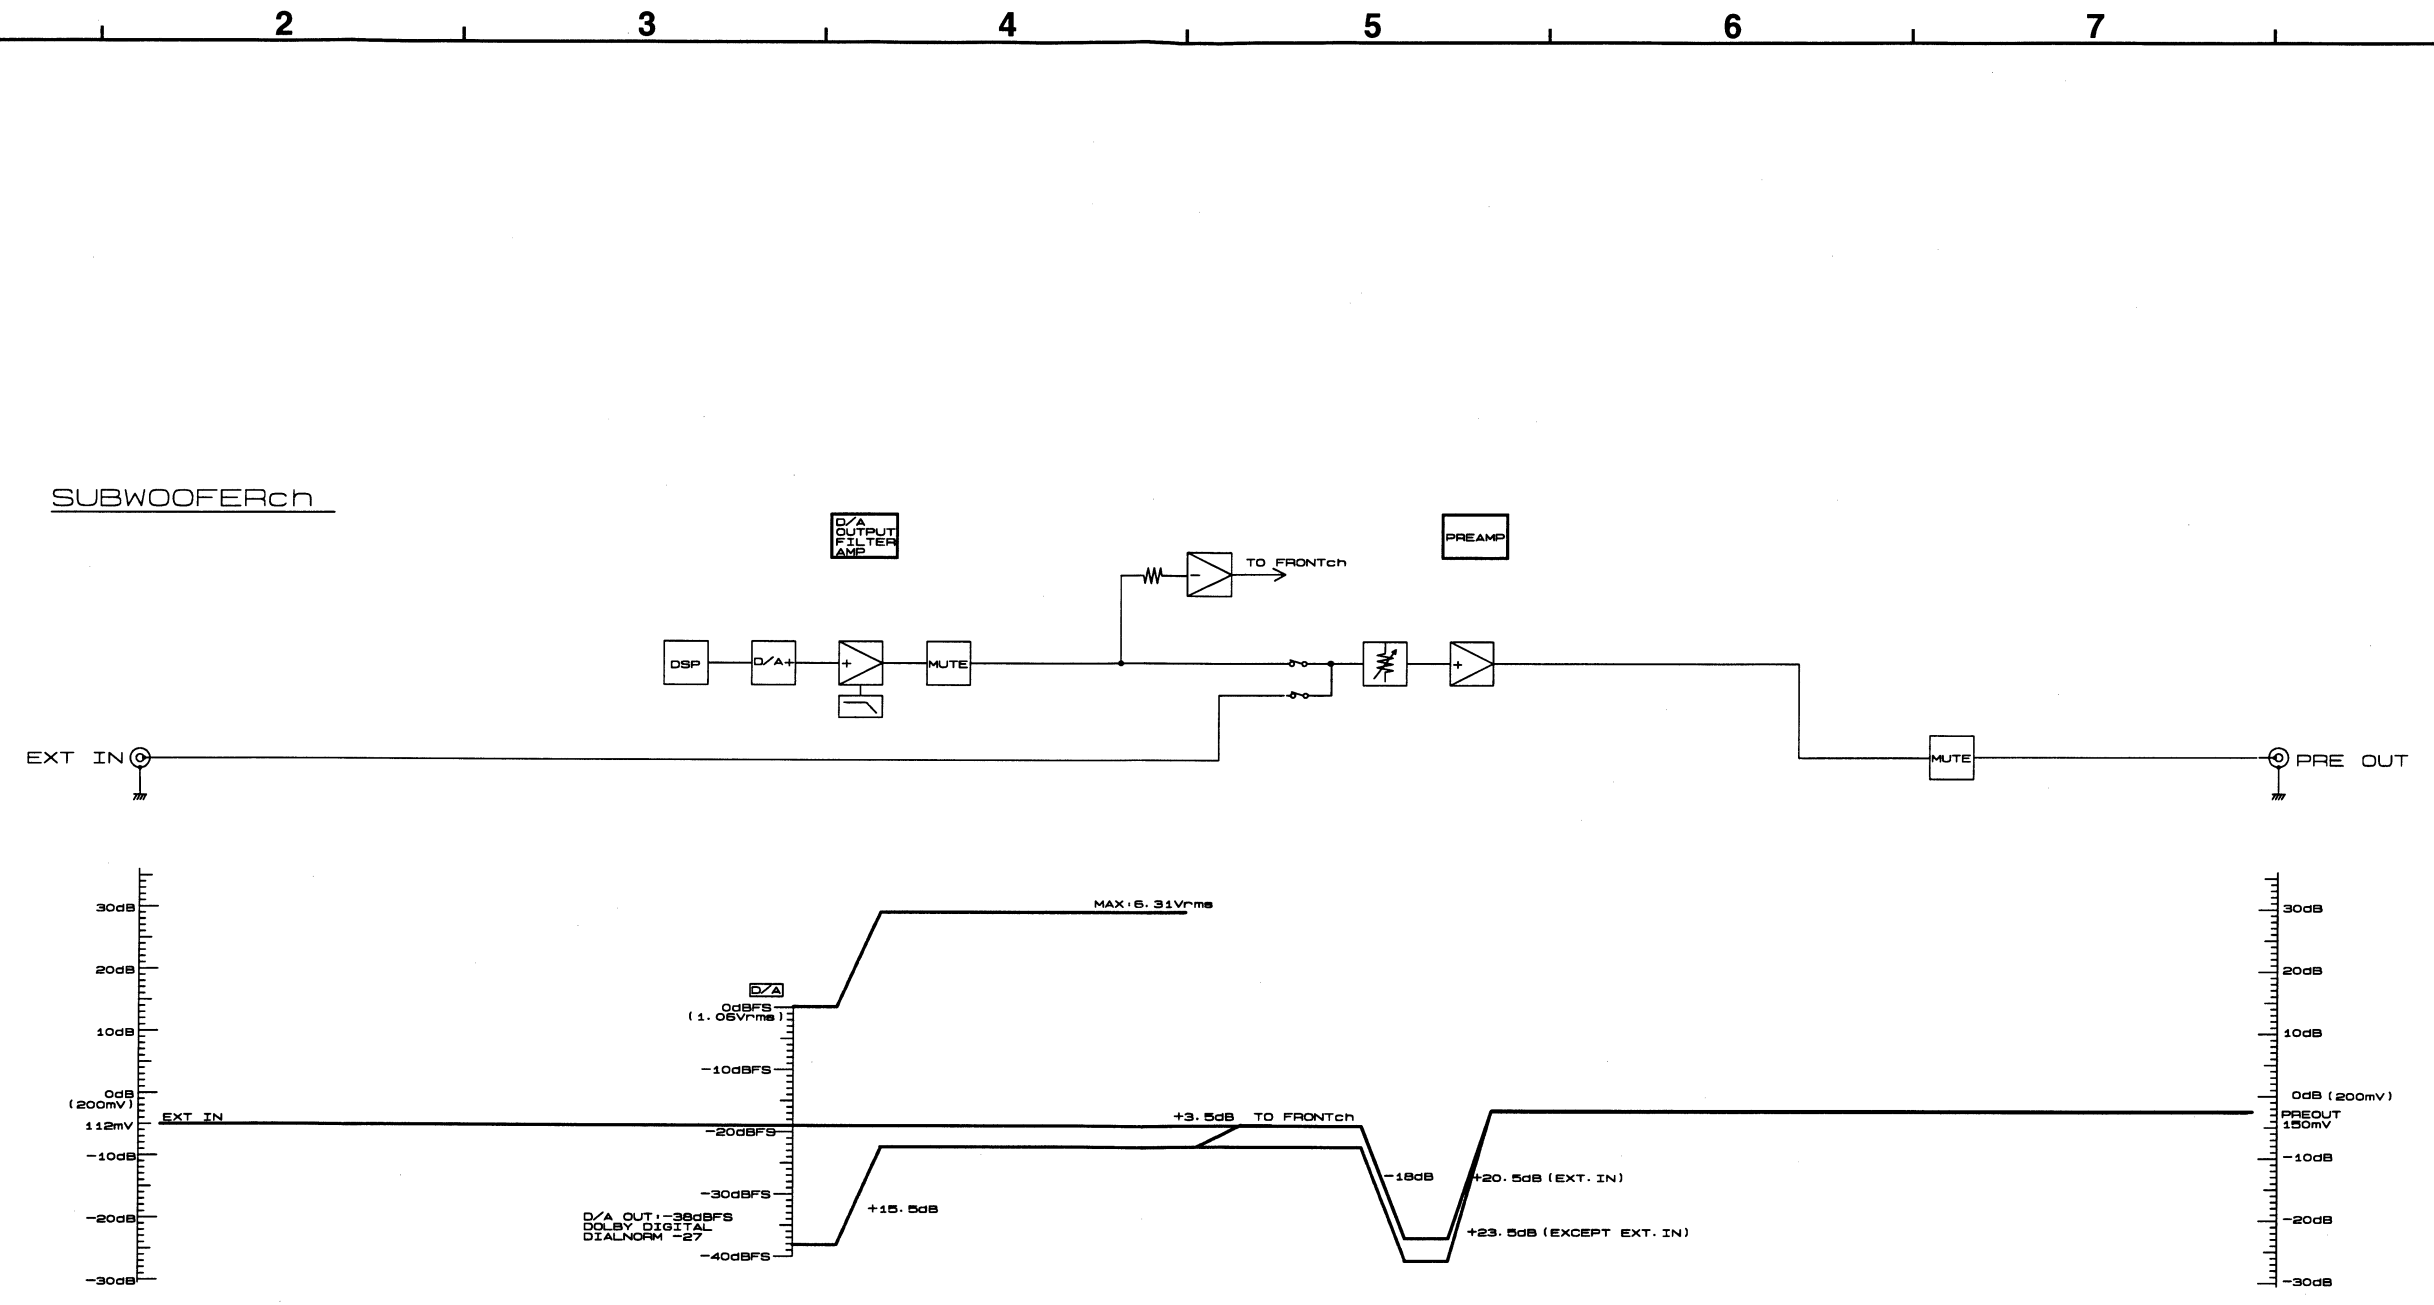 2 3 4 5 6 7
SUBWOOFERch
D/A
OUTPUT
FILTER
AMP
PREAMP
TO FRONTch
DSP
D/A+
+
MUTE
−
+
EXT IN
MUTE
PRE OUT
30dB
20dB
10dB
0dB
(200mV)
112mV
-10dB
-20dB
-30dB
EXT IN
D/A
0dBFS
(1.06Vrms)
-10dBFS
-20dBFS
-30dBFS
-40dBFS
D/A OUT:-38dBFS
DOLBY DIGITAL
DIALNORM -27
+15.5dB
MAX:6.31Vrms
+3.5dB TO FRONTch
-18dB
+20.5dB (EXT.IN)
+23.5dB (EXCEPT EXT.IN)
30dB
20dB
10dB
0dB (200mV)
PREOUT
150mV
-10dB
-20dB
-30dB